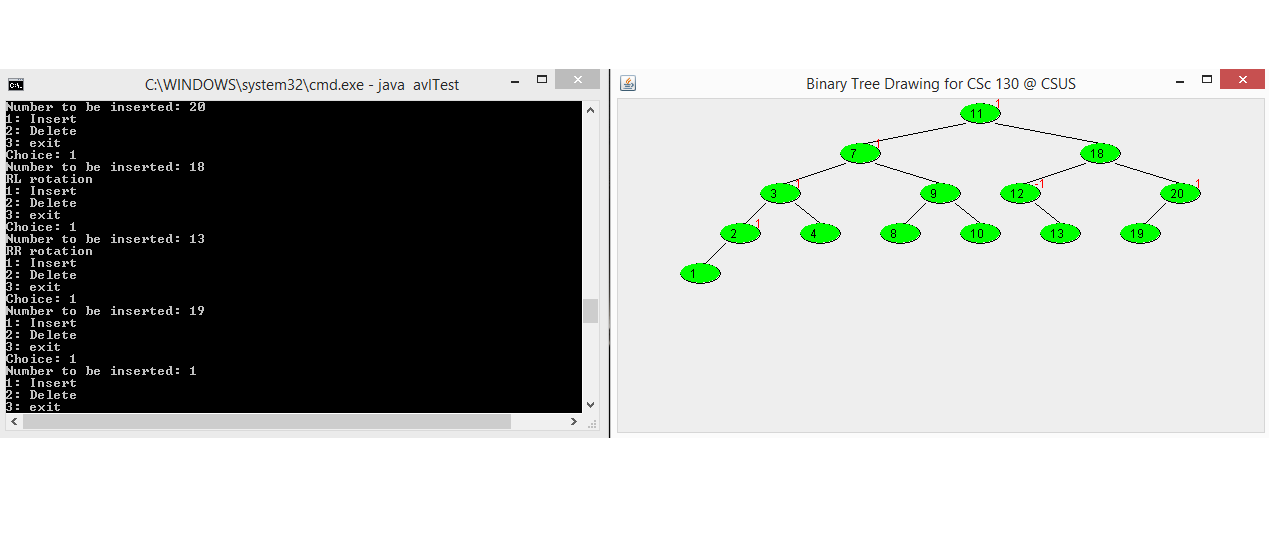 C:\WINDOWS\system32\cmd.exe - java  avlTest
Number to be inserted: 20
1: Insert
2: Delete
3: exit
Choice: 1
Number to be inserted: 18
RL rotation
1: Insert
2: Delete
3: exit
Choice: 1
Number to be inserted: 13
RR rotation
1: Insert
2: Delete
3: exit
Choice: 1
Number to be inserted: 19
1: Insert
2: Delete
3: exit
Choice: 1
Number to be inserted: 1
1: Insert
2: Delete
3: exit
Binary Tree Drawing for CSc 130 @ CSUS
11 1
7 1 18
3 1 9 12 -1 20 1
2 1 4 8 10 13 19
1